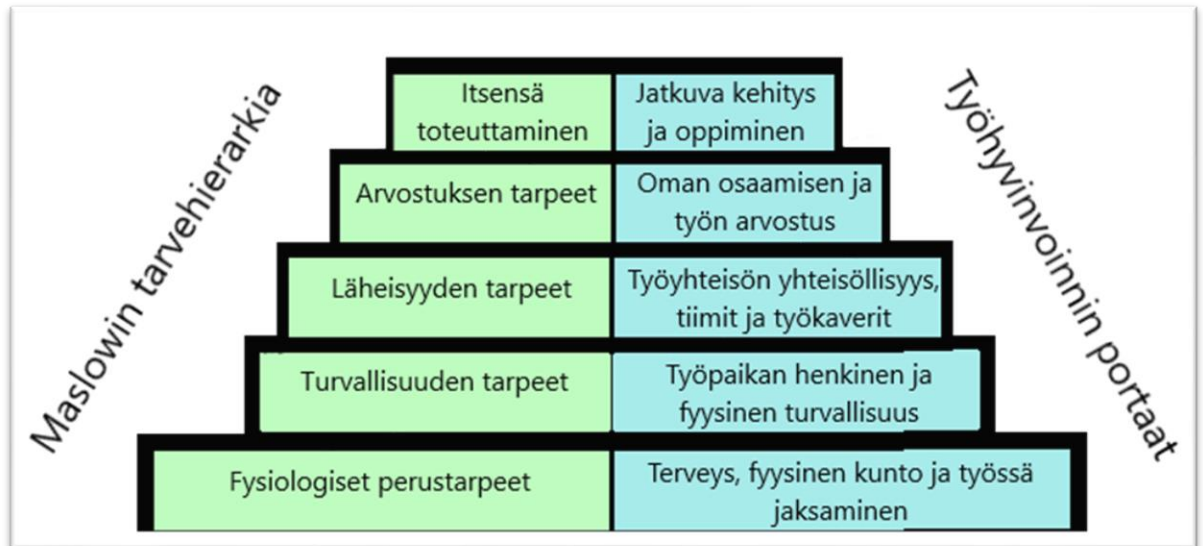 Maslowin tarvehierarkia
Työhyvinvoinnin portaat
Itsensä
toteuttaminen
Jatkuva kehitys
ja oppiminen
Arvostuksen tarpeet
Oman osaamisen ja
työn arvostus
Läheisyyden tarpeet
Työyhteisön yhteisöllisyys,
tiimit ja työkaverit
Turvallisuuden tarpeet
Työpaikan henkinen ja
fyysinen turvallisuus
Fysiologiset perustarpeet
Terveys, fyysinen kunto ja työssä
jaksaminen